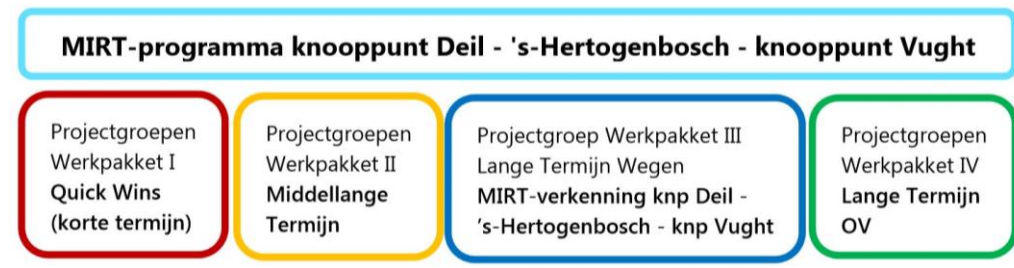 MIRT-programma knooppunt Deil - 's-Hertogenbosch - knooppunt Vught
Projectgroepen
Werkpakket I
Quick Wins
(korte termijn)
Projectgroepen
Werkpakket II
Middellange
Termijn
Projectgroep Werkpakket III
Lange Termijn Wegen
MIRT-verkenning knp Deil -
's-Hertogenbosch - knp Vught
Projectgroepen
Werkpakket IV
Lange Termijn
OV